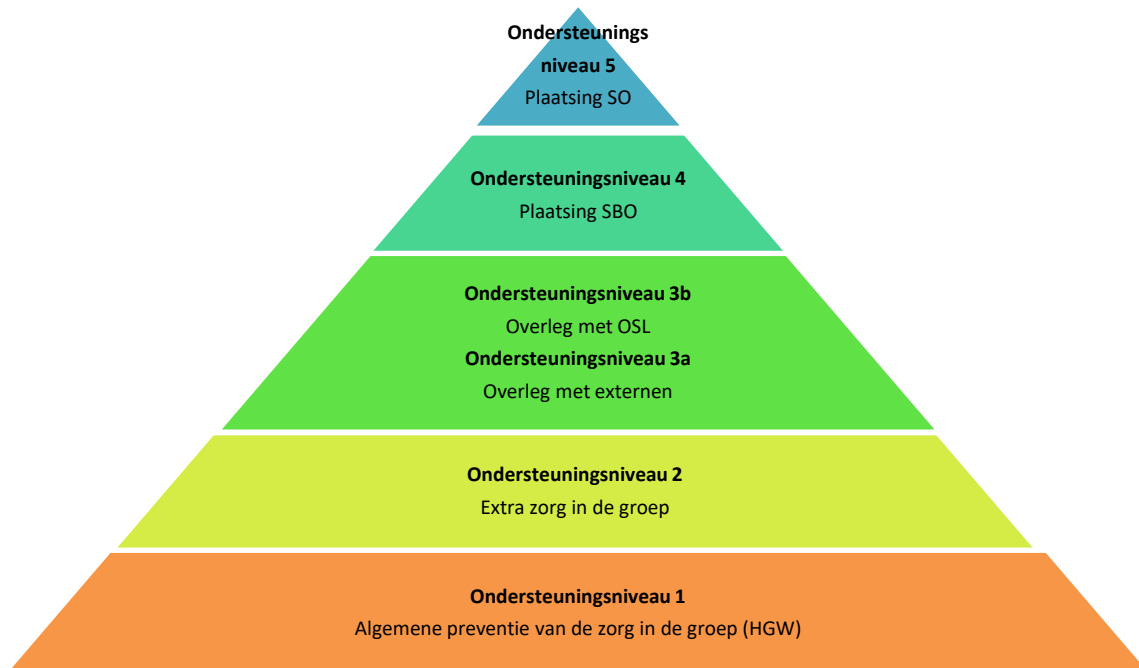 Ondersteunings
niveau 5
Plaatsing SO
Ondersteuningsniveau 4
Plaatsing SBO
Ondersteuningsniveau 3b
Overleg met OSL
Ondersteuningsniveau 3a
Overleg met externen
Ondersteuningsniveau 2
Extra zorg in de groep
Ondersteuningsniveau 1
Algemene preventie van de zorg in de groep (HGW)